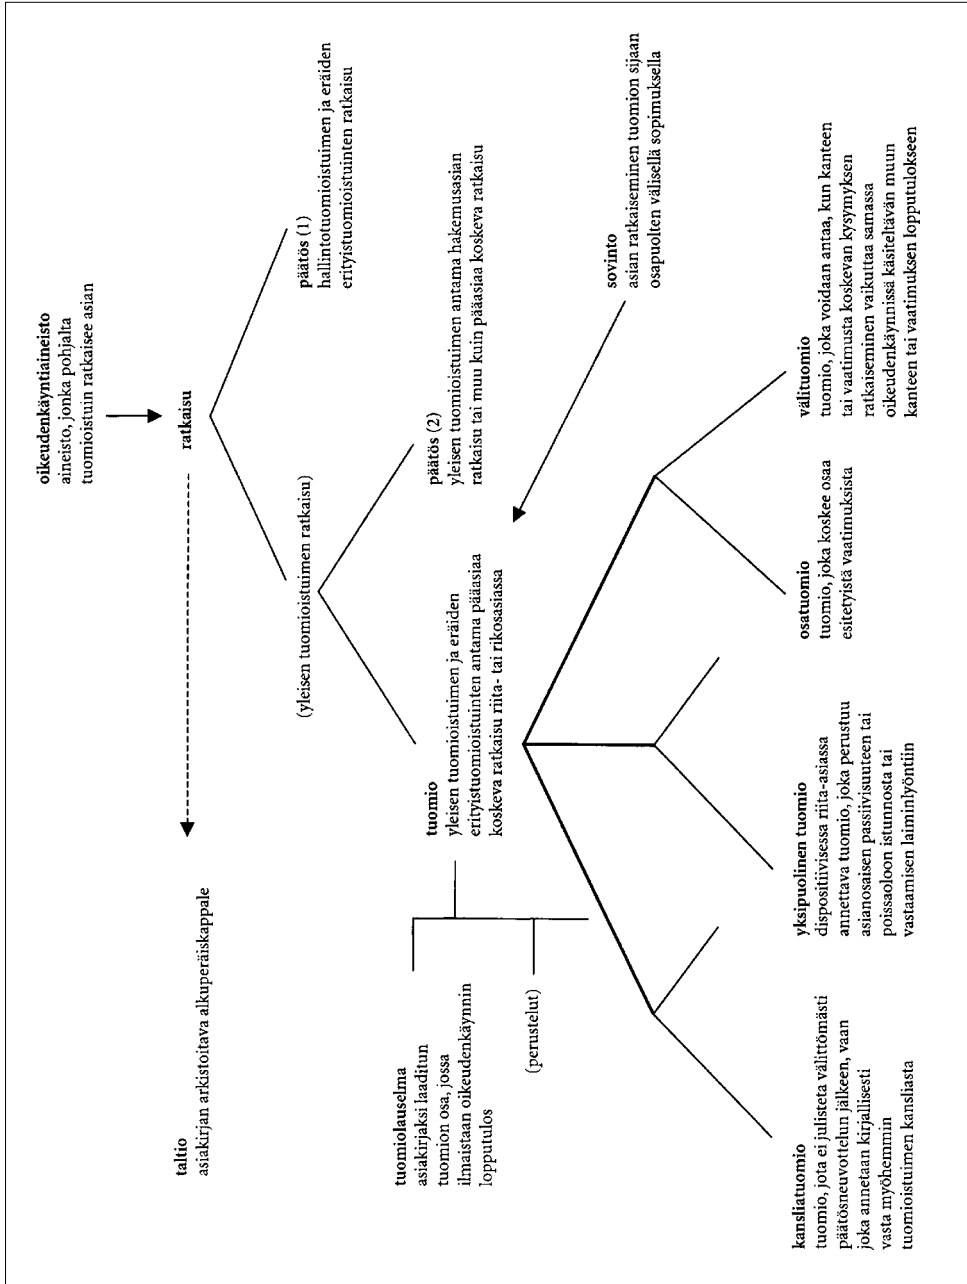 oikeudenkäyntiaineisto
aineisto, jonka pohjalta
tuomioistuin ratkaisee asian
taltio
asiakirjan arkistoitava alkuperäiskappale
ratkaisu
(yleisen tuomioistuimen ratkaisu)
päätös (1)
hallintotuomioistuimen ja eräiden
erityistuomioistuinten ratkaisu
tuomiolauselma
asiakirjaksi laaditun
tuomion osa, jossa
ilmaistaan oikeudenkäynnin
lopputulos
(perustelut)
tuomio
yleisen tuomioistuimen ja eräiden
erityistuomioistuinten antama pääasiaa
koskeva ratkaisu riita- tai rikosasiassa
päätös (2)
yleisen tuomioistuimen antama hakemusasian
ratkaisu tai muu kuin pääasiaa koskeva ratkaisu
sovinto
asian ratkaiseminen tuomion sijaan
osapuolten välisellä sopimuksella
kansliatuomio
tuomio, jota ei julisteta välittömästi
päätösneuvottelun jälkeen, vaan
joka annetaan kirjallisesti
vasta myöhemmin
tuomioistuimen kansliasta
yksipuolinen tuomio
dispositiivisessa riita-asiassa
annettava tuomio, joka perustuu
asianosaisen passiivisuuteen tai
poissaoloon istunnosta tai
vastaamisen laiminlyöntiin
osatuomio
tuomio, joka koskee osaa
esitetyistä vaatimuksista
välituomio
tuomio, joka voidaan antaa, kun kanteen
tai vaatimusta koskevan kysymyksen
ratkaiseminen vaikuttaa samassa
oikeudenkäynnissä käsiteltävän muun
kanteen tai vaatimuksen lopputulokseen